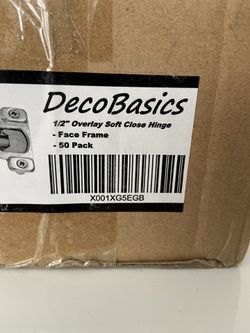 DecoBasics
1/2" Overlay Soft Close Hinge
- Face Frame
- 50 Pack
X001XG5EGB